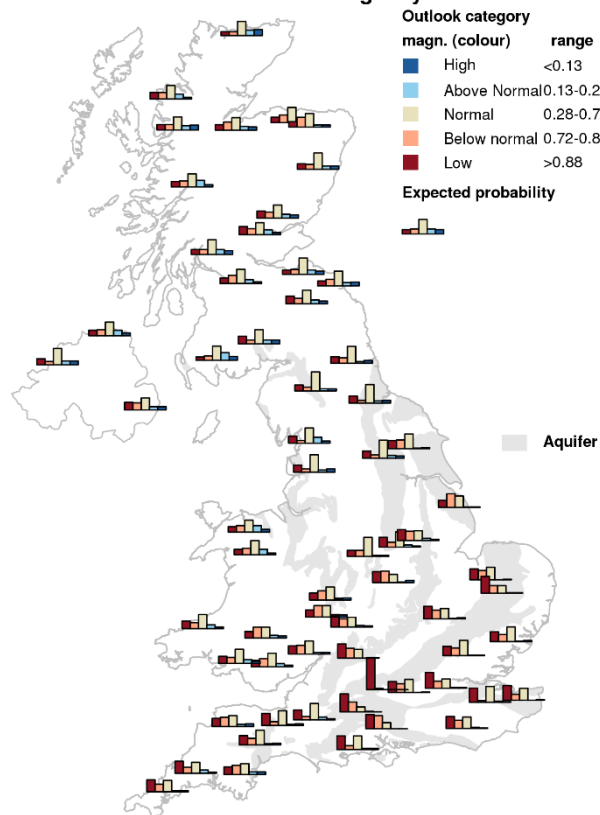 Outlook category
magn. (colour) range
High <0.13
Above Normal 0.13-0.2
Normal 0.28-0.7
Below normal 0.72-0.8
Low >0.88
Expected probability
Aquifer